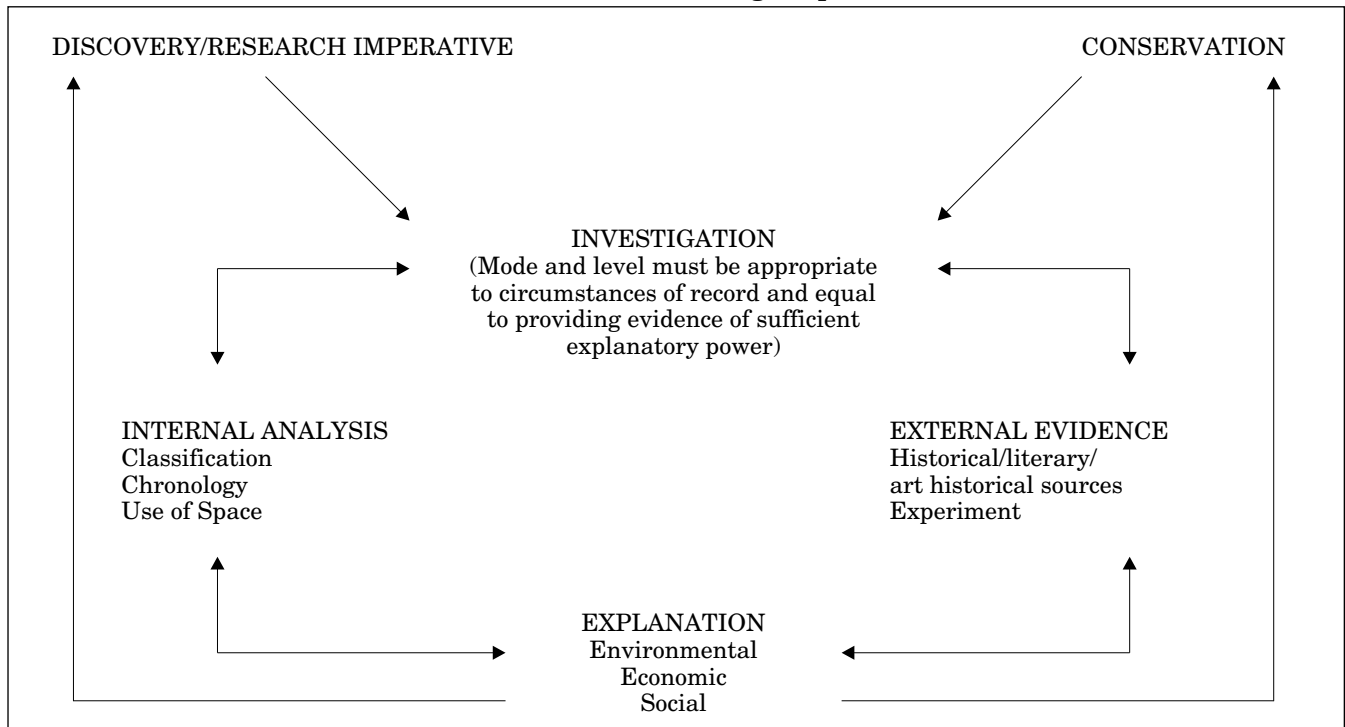 DISCOVERY/RESEARCH IMPERATIVE
CONSERVATION
INVESTIGATION
(Mode and level must be appropriate
to circumstances of record and equal
to providing evidence of sufficient
explanatory power)
INTERNAL ANALYSIS
Classification
Chronology
Use of Space
EXTERNAL EVIDENCE
Historical/literary/
art historical sources
Experiment
EXPLANATION
Environmental
Economic
Social